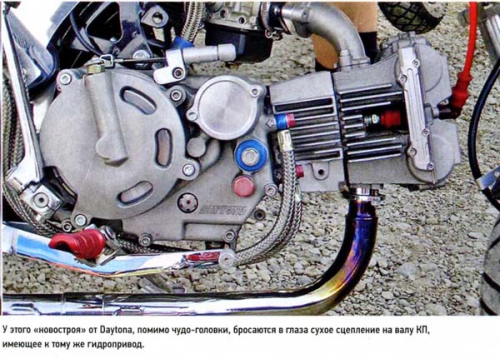 У этого «новостроя» от Daytona, помимо чудо-головки, бросаются в глаза сухое сцепление на валу КП,
имеющее к тому же гидропривод.